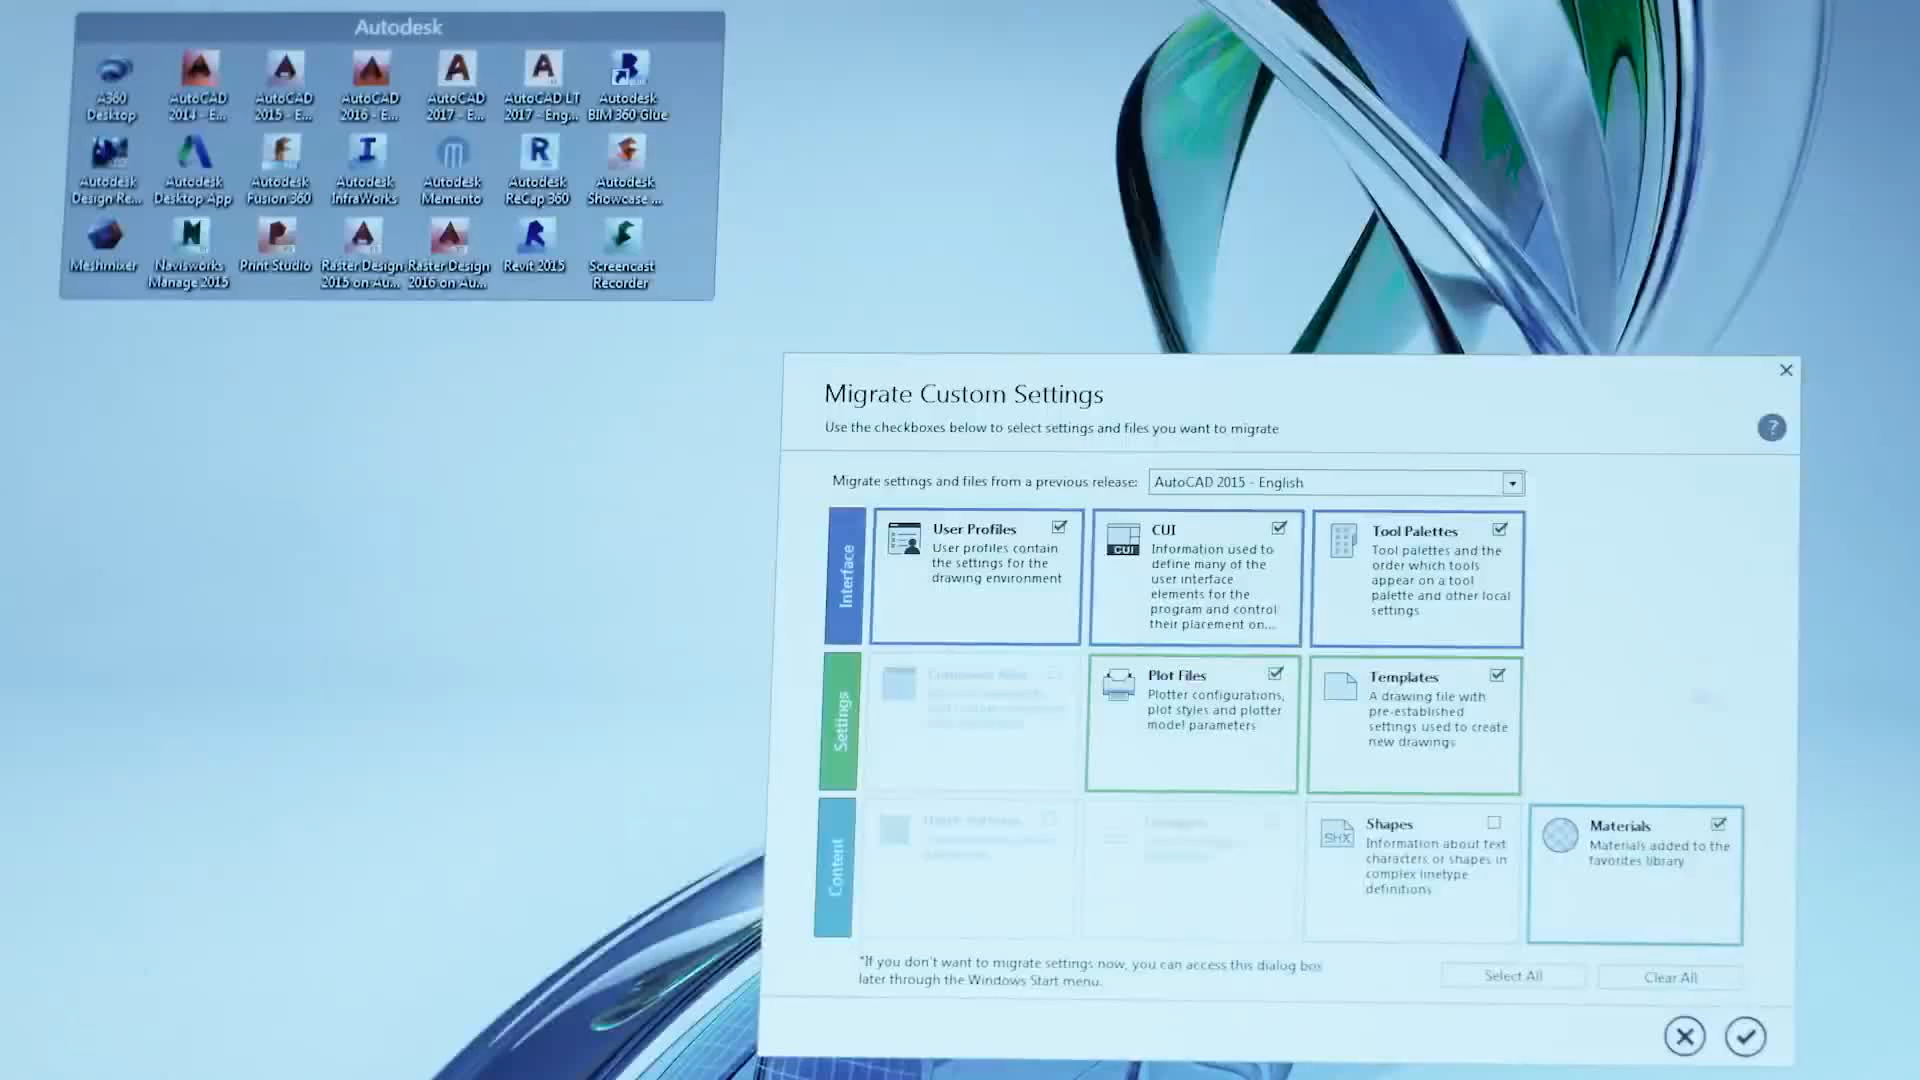 Autodesk
A360
Desktop
AutoCAD
2014 - E...
AutoCAD
2015 - E...
AutoCAD
2016 - E...
AutoCAD
2017 - E...
AutoCAD LT
2017 - Eng...
Autodesk
BIM 360 Glue
Autodesk
Design Re...
Autodesk
Desktop App
Autodesk
Fusion 360
Autodesk
InfraWorks
Autodesk
Memento
Autodesk
ReCap 360
Autodesk
Showcase ...
Meshmixer
Navisworks
Manage 2015
Print Studio
Raster Design
2015 on Au...
Raster Design
2016 on Au...
Revit 2015
Screencast
Recorder
Migrate Custom Settings
Use the checkboxes below to select settings and files you want to migrate
?
Migrate settings and files from a previous release:
AutoCAD 2015 - English
Interface
User Profiles
User profiles contain
the settings for the
drawing environment
CUI
CUI
Information used to
define many of the
user interface
elements for the
program and control
their placement on...
Tool Palettes
Tool palettes and the
order which tools
appear on a tool
palette and other local
settings
Settings
Plot Files
Plotter configurations,
plot styles and plotter
model parameters
Templates
A drawing file with
pre-established
settings used to create
new drawings
Content
SHX
Shapes
Information about text
characters or shapes in
complex linetype
definitions
Materials
Materials added to the
favorites library
*If you don't want to migrate settings now, you can access this dialog box
later through the Windows Start menu.
Select All
Clear All